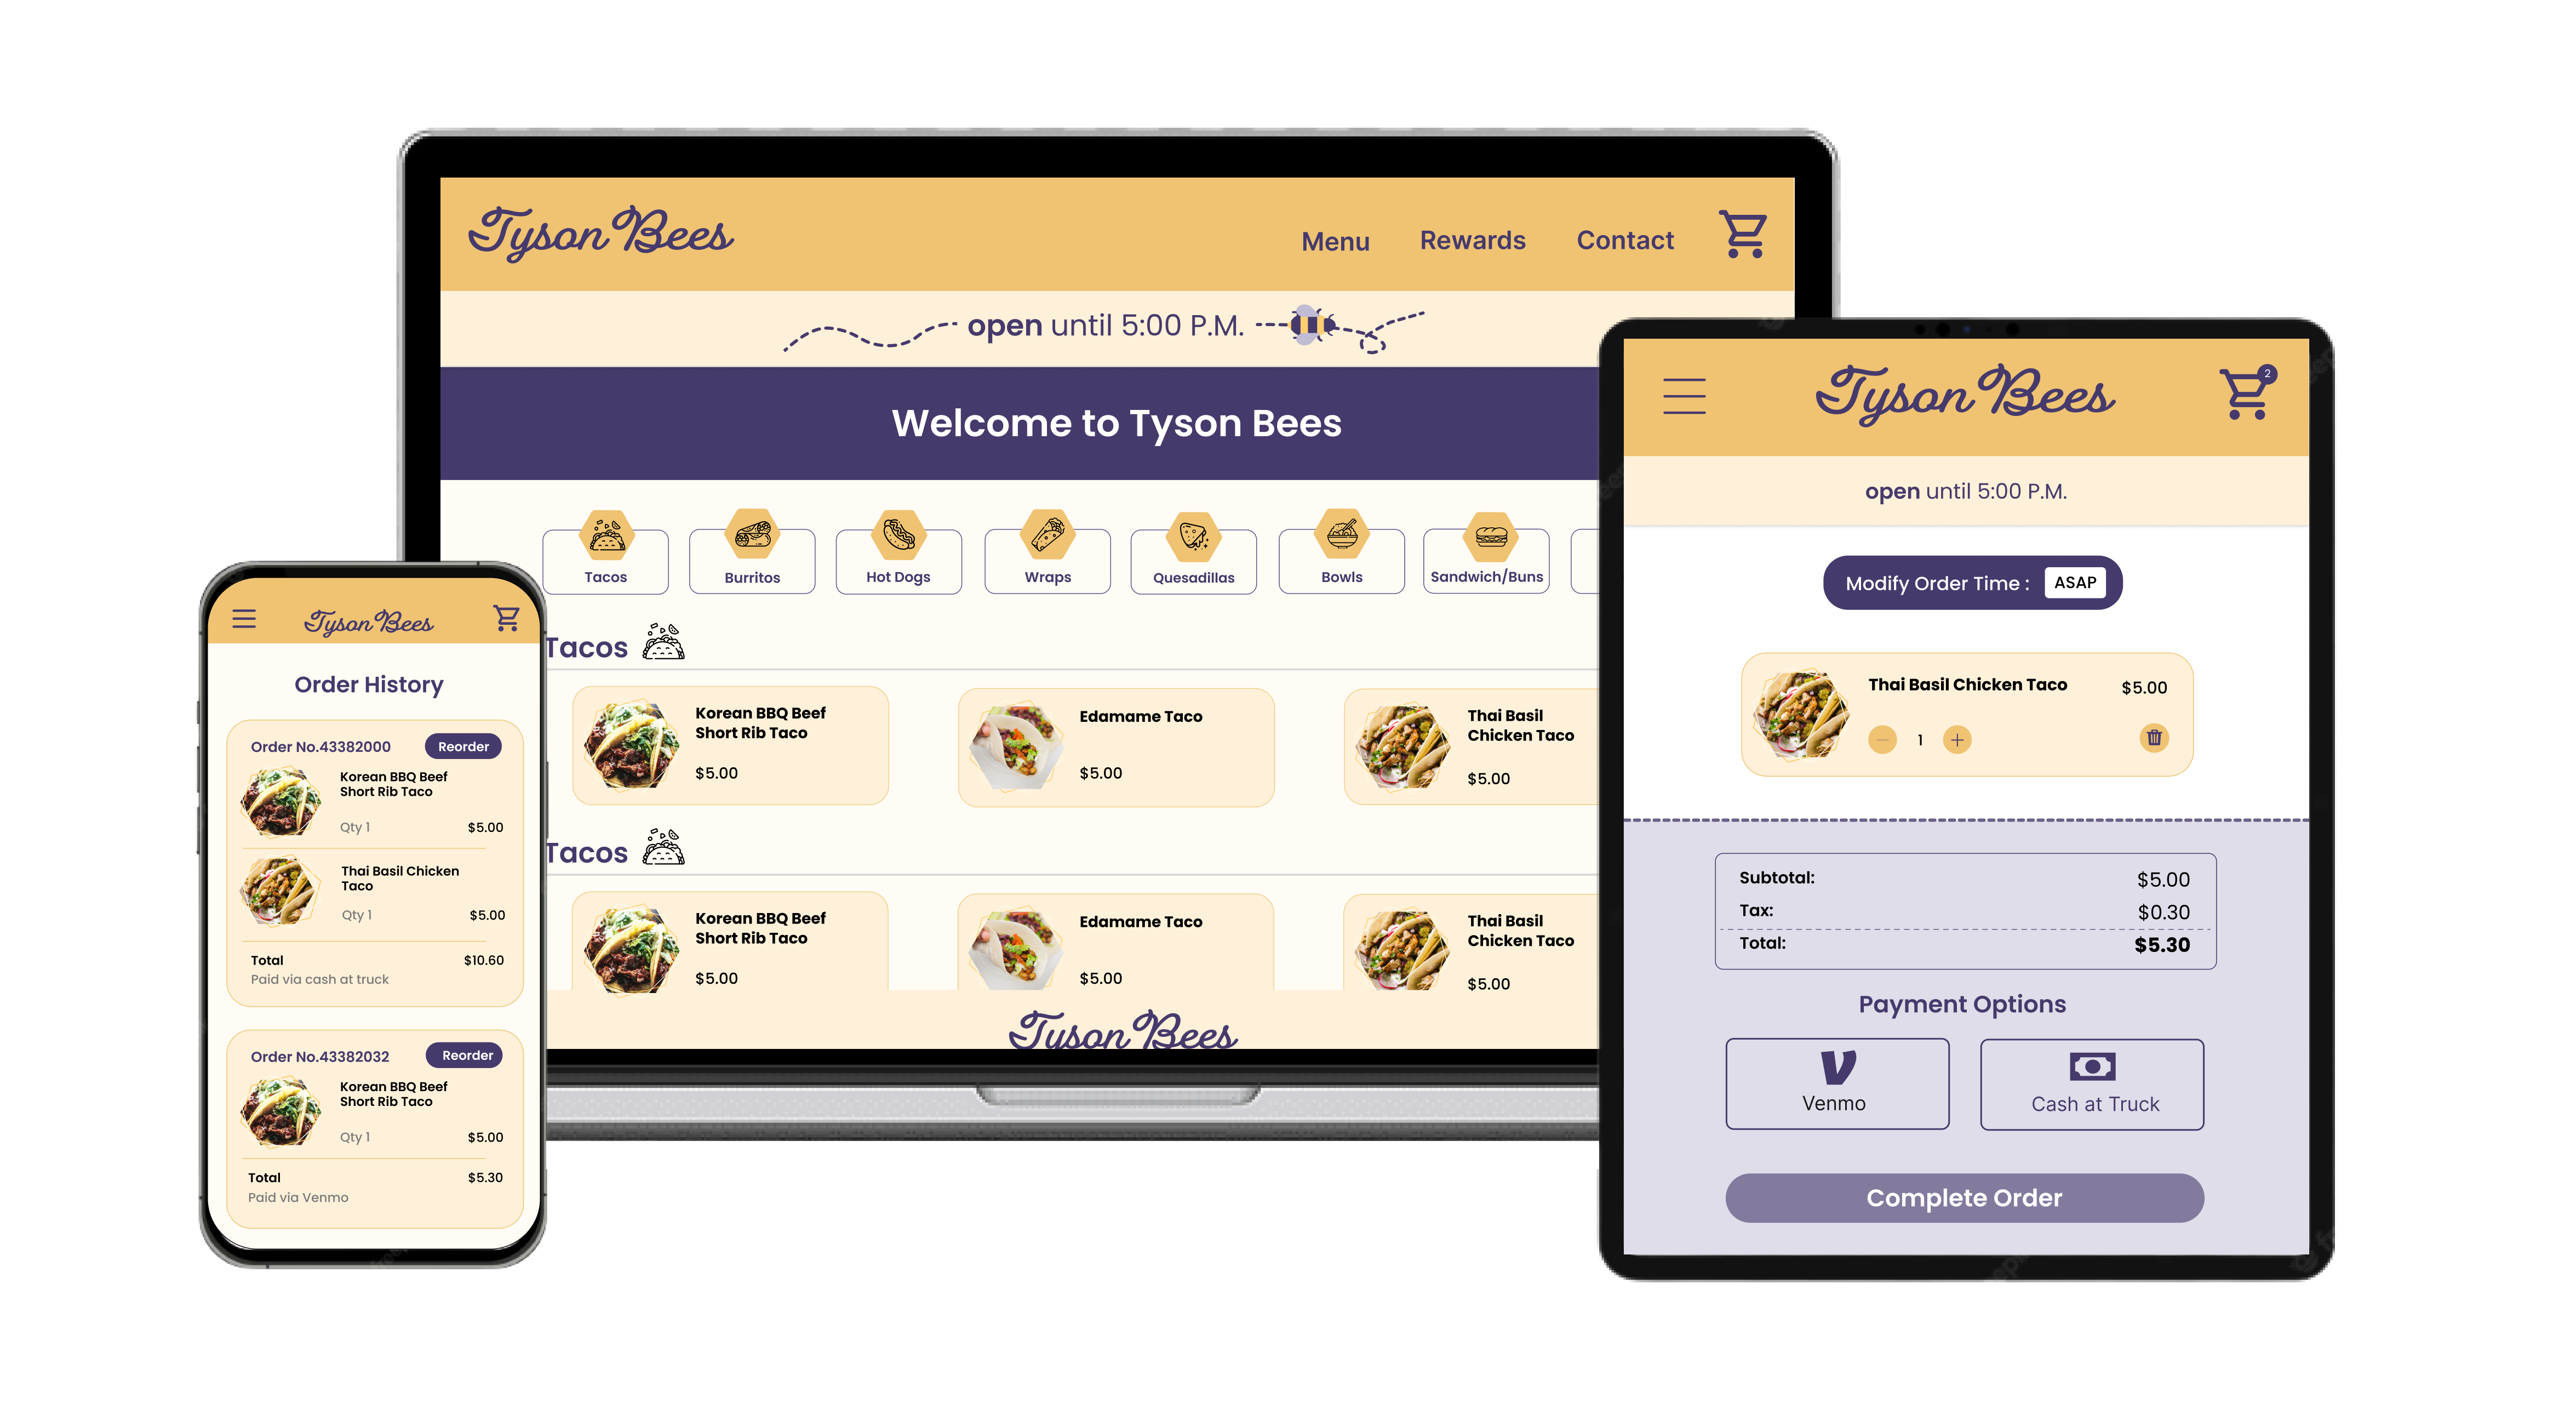 Tyson Bees
Menu
Rewards
Contact
open until 5:00 P.M.
Welcome to Tyson Bees
Tacos
Burritos
Hot Dogs
Wraps
Quesadillas
Bowls
Sandwich/Buns
Tacos
Korean BBQ Beef
Short Rib Taco
$5.00
Edamame Taco
$5.00
Thai Basil
Chicken Taco
$5.00
Tacos
Korean BBQ Beef
Short Rib Taco
$5.00
Edamame Taco
$5.00
Thai Basil
Chicken Taco
$5.00
Tyson Bees
Tyson Bees
Order History
Order No.43382000
Reorder
Korean BBQ Beef
Short Rib Taco
Qty 1
$5.00
Thai Basil Chicken
Taco
Qty 1
$5.00
Total
$10.60
Paid via cash at truck
Order No.43382032
Reorder
Korean BBQ Beef
Short Rib Taco
Qty 1
$5.00
Total
$5.30
Paid via Venmo
Tyson Bees
2
open until 5:00 P.M.
Modify Order Time :
ASAP
Thai Basil Chicken Taco
$5.00
1
Subtotal:
$5.00
Tax:
$0.30
Total:
$5.30
Payment Options
Venmo
Cash at Truck
Complete Order